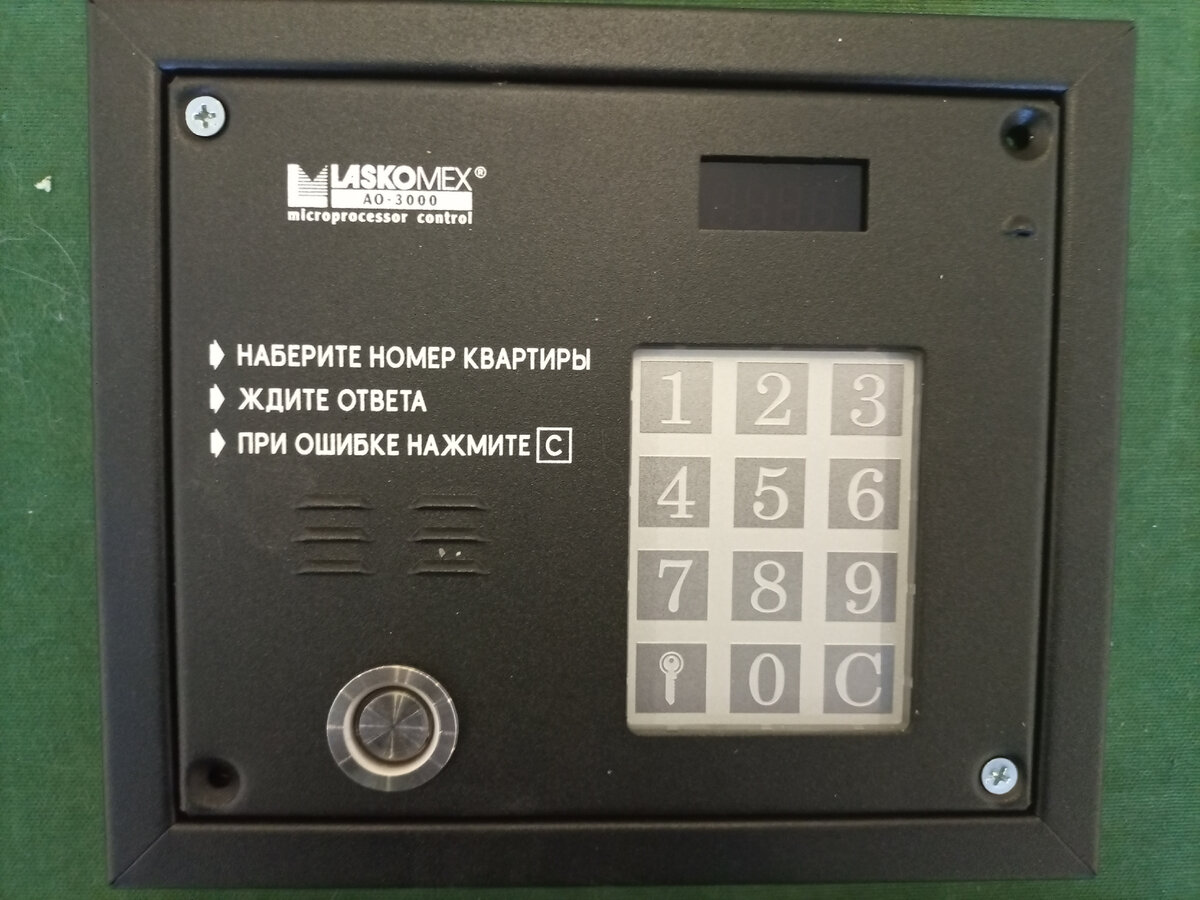 LASKOMEX®
AO-3000
microprocessor control
НАБЕРИТЕ НОМЕР КВАРТИРЫ
ЖДИТЕ ОТВЕТА
ПРИ ОШИБКЕ НАЖМИТЕ C
1 2 3
4 5 6
7 8 9
0 C